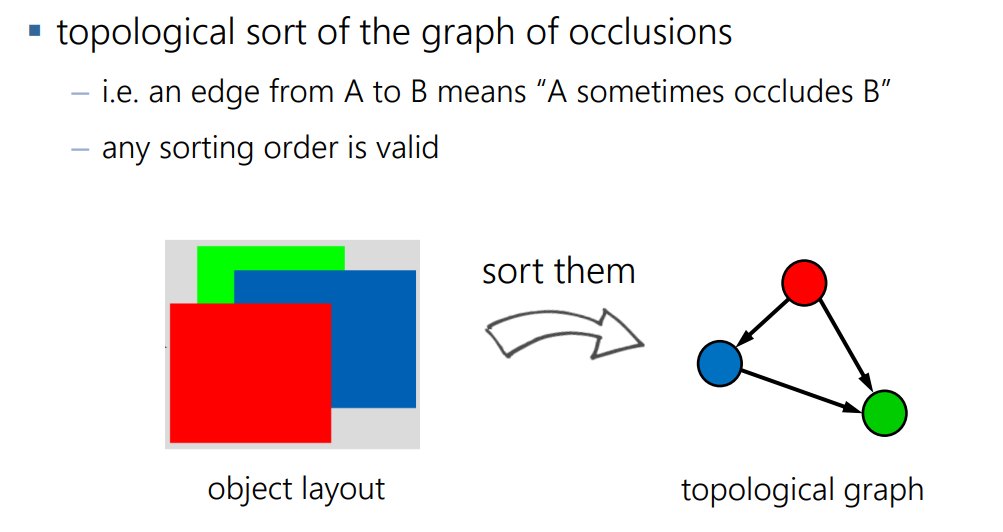 topological sort of the graph of occlusions
– i.e. an edge from A to B means “A sometimes occludes B”
– any sorting order is valid
sort them
object layout
topological graph